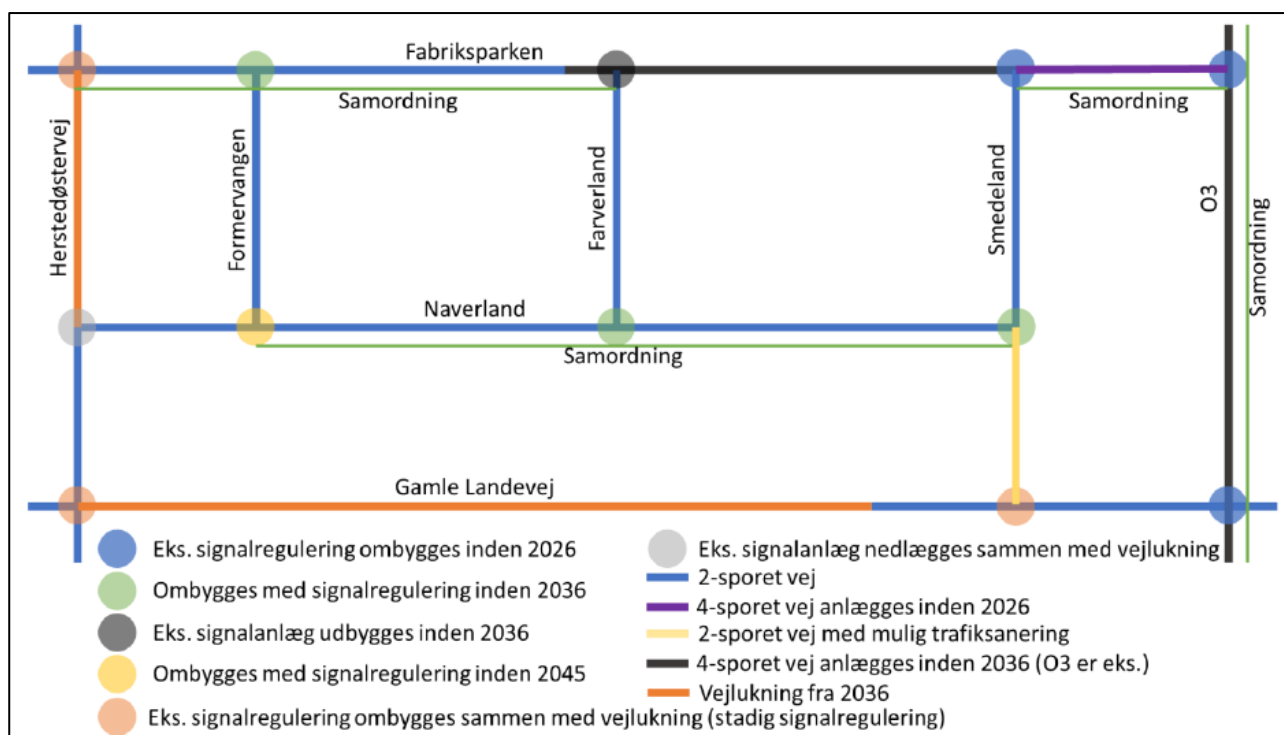 Fabriksparken
Samordning
Samordning
Herstedøstervej
Formervangen
Farverland
Smedeland
O3
Samordning
Naverland
Samordning
Gamle Landevej
Eks. signalregulering ombygges inden 2026
Ombygges med signalregulering inden 2036
Eks. signalanlæg udbygges inden 2036
Ombygges med signalregulering inden 2045
Eks. signalregulering ombygges sammen med vejlukning (stadig signalregulering)
Eks. signalanlæg nedlægges sammen med vejlukning
2-sporet vej
4-sporet vej anlægges inden 2026
2-sporet vej med mulig trafiksanering
4-sporet vej anlægges inden 2036 (O3 er eks.)
Vejlukning fra 2036